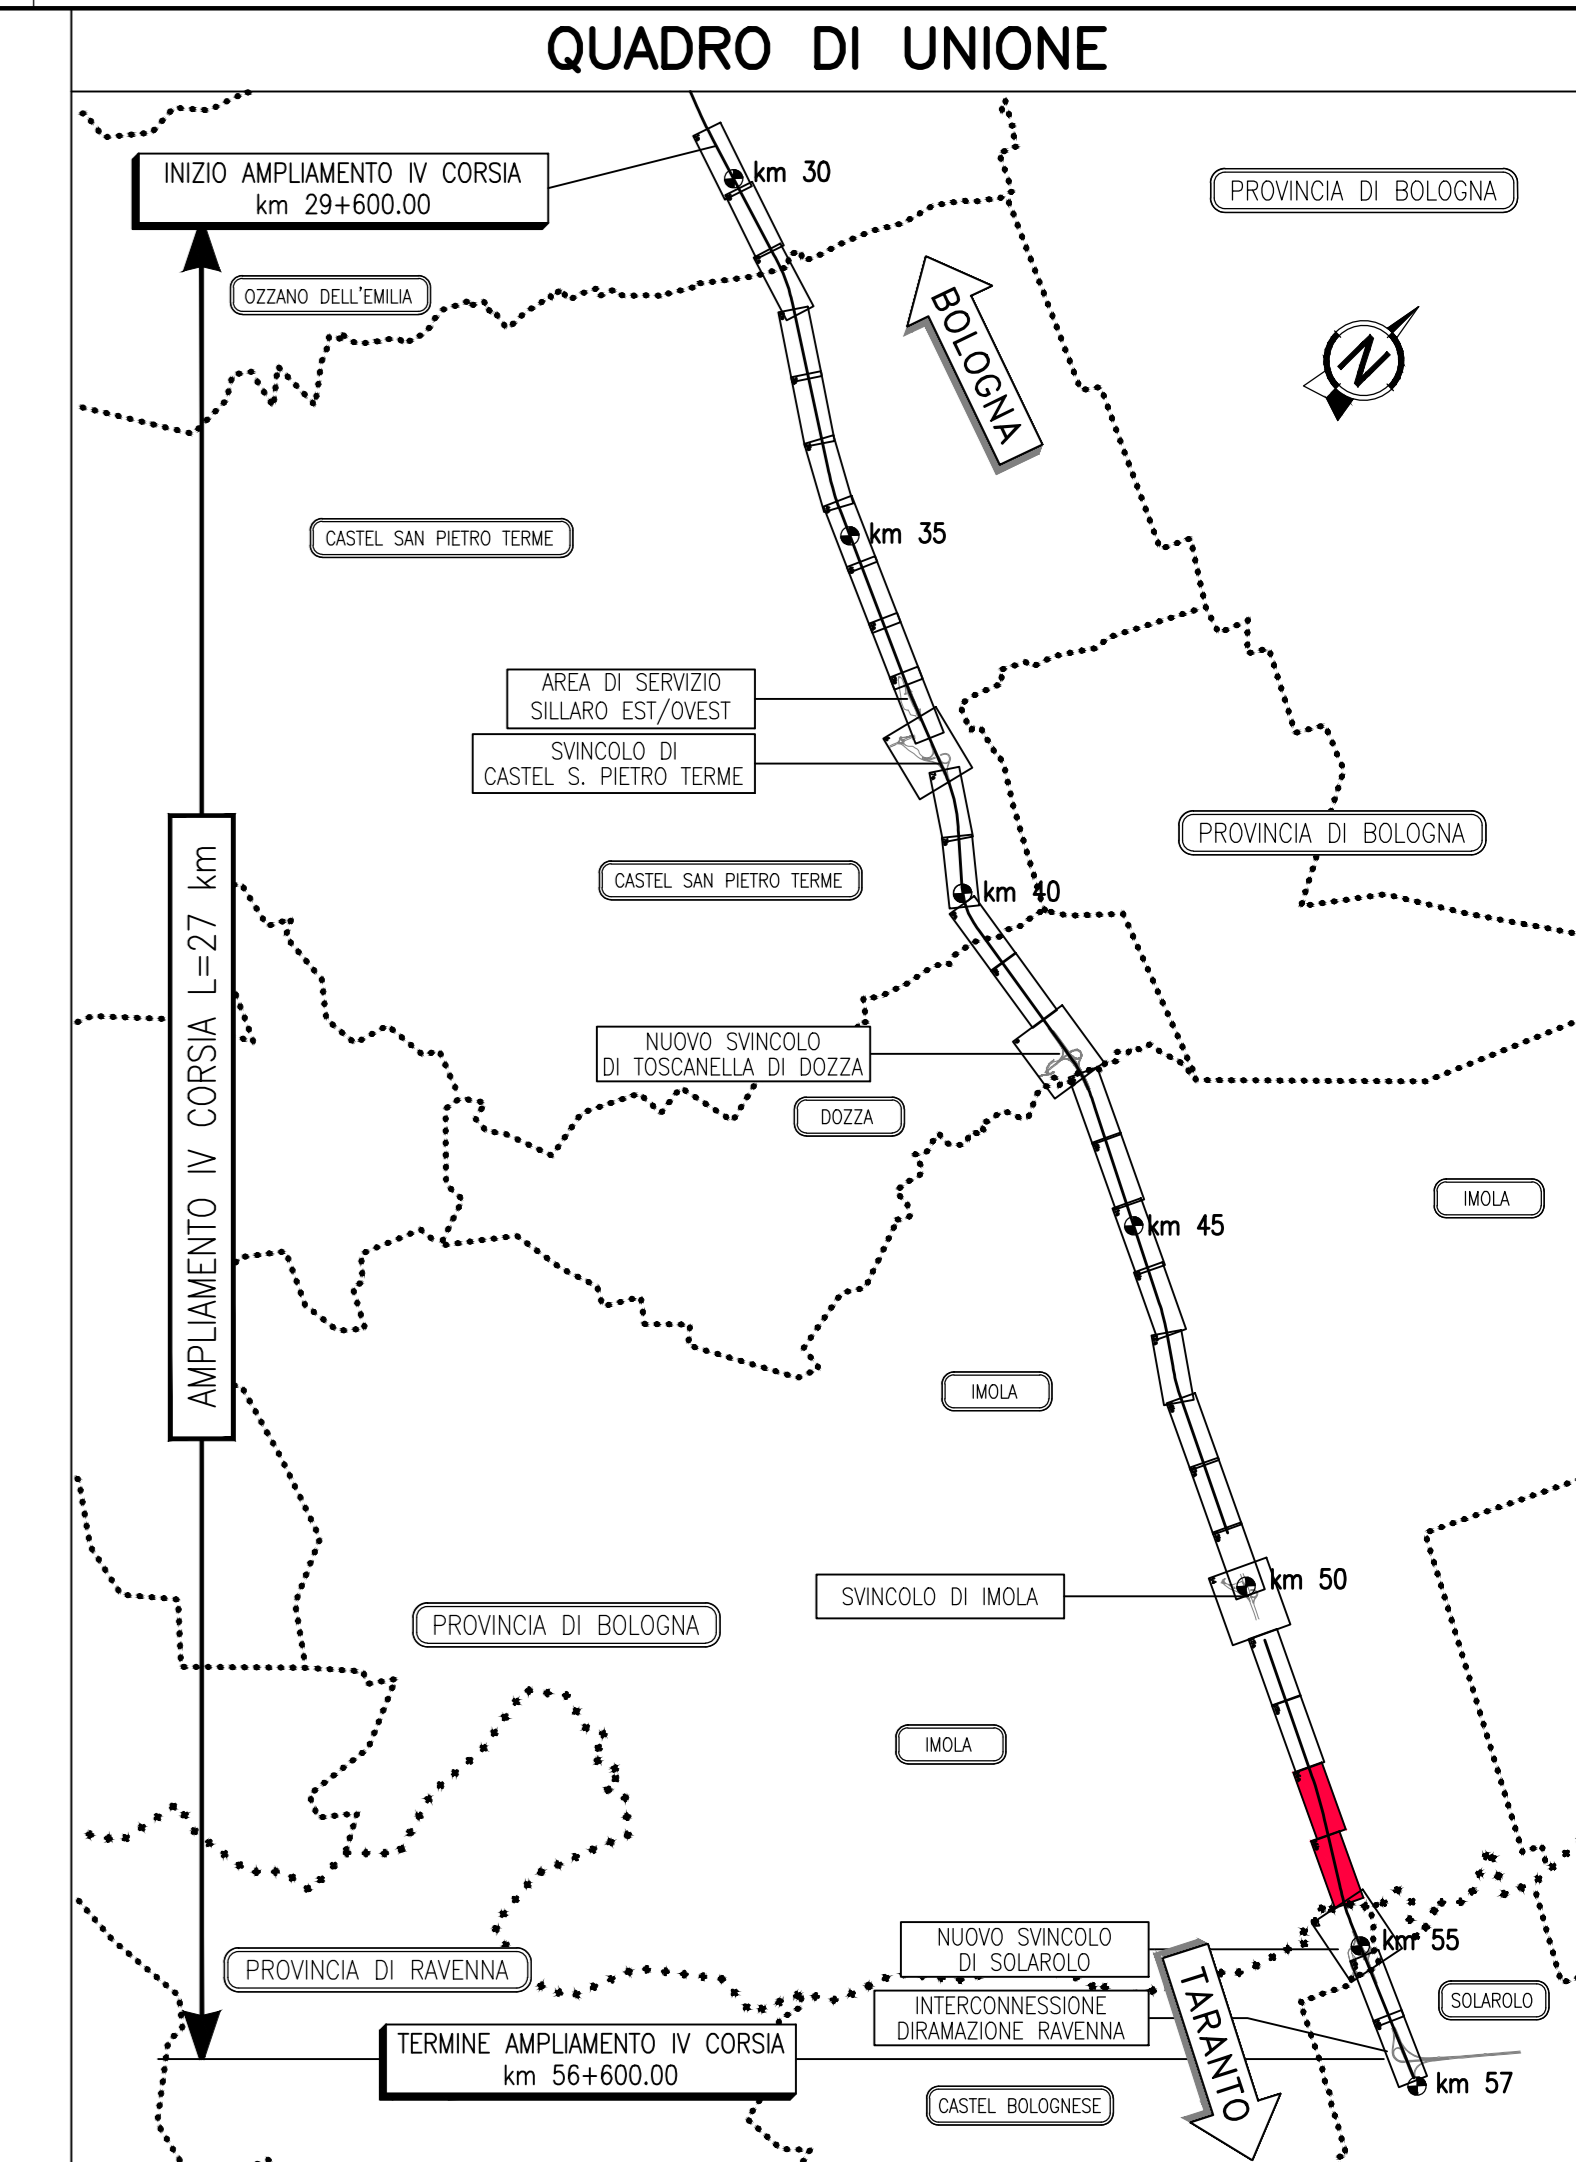 QUADRO DI UNIONE
INIZIO AMPLIAMENTO IV CORSIA
km 29+600.00
km 30
PROVINCIA DI BOLOGNA
OZZANO DELL'EMILIA
BOLOGNA
N
CASTEL SAN PIETRO TERME
km 35
AREA DI SERVIZIO
SILLARO EST/OVEST
SVINCOLO DI
CASTEL S. PIETRO TERME
PROVINCIA DI BOLOGNA
AMPLIAMENTO IV CORSIA L=27 km
CASTEL SAN PIETRO TERME
km 40
NUOVO SVINCOLO
DI TOSCANELLA DI DOZZA
DOZZA
IMOLA
km 45
IMOLA
SVINCOLO DI IMOLA
km 50
PROVINCIA DI BOLOGNA
IMOLA
NUOVO SVINCOLO
DI SOLAROLO
km 55
PROVINCIA DI RAVENNA
INTERCONNESSIONE
DIRAMAZIONE RAVENNA
TARANTO
SOLAROLO
TERMINE AMPLIAMENTO IV CORSIA
km 56+600.00
km 57
CASTEL BOLOGNESE